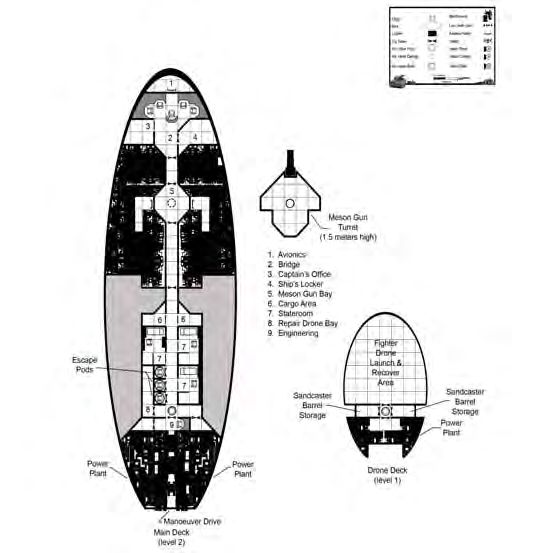 1
3
2
4
5
6
6
7
7
7
8
9
Escape
Pods
Power
Plant
Power
Plant
Manoeuver Drive
Main Deck
(level 2)
Meson Gun
Turret
(1.5 meters high)
1. Avionics
2. Bridge
3. Captain's Office
4. Ship's Locker
5. Meson Gun Bay
6. Cargo Area
7. Stateroom
8. Repair Drone Bay
9. Engineering
Fighter
Drone
Launch &
Recover
Area
Sandcaster
Barrel
Storage
Sandcaster
Barrel
Storage
Power
Plant
Drone Deck
(level 1)